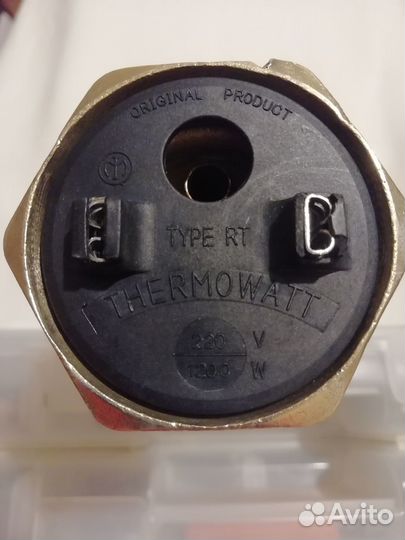 ORIGINAL PRODUCT
TYPE RT
THERMOWATT
220 V
1200 W
Avito